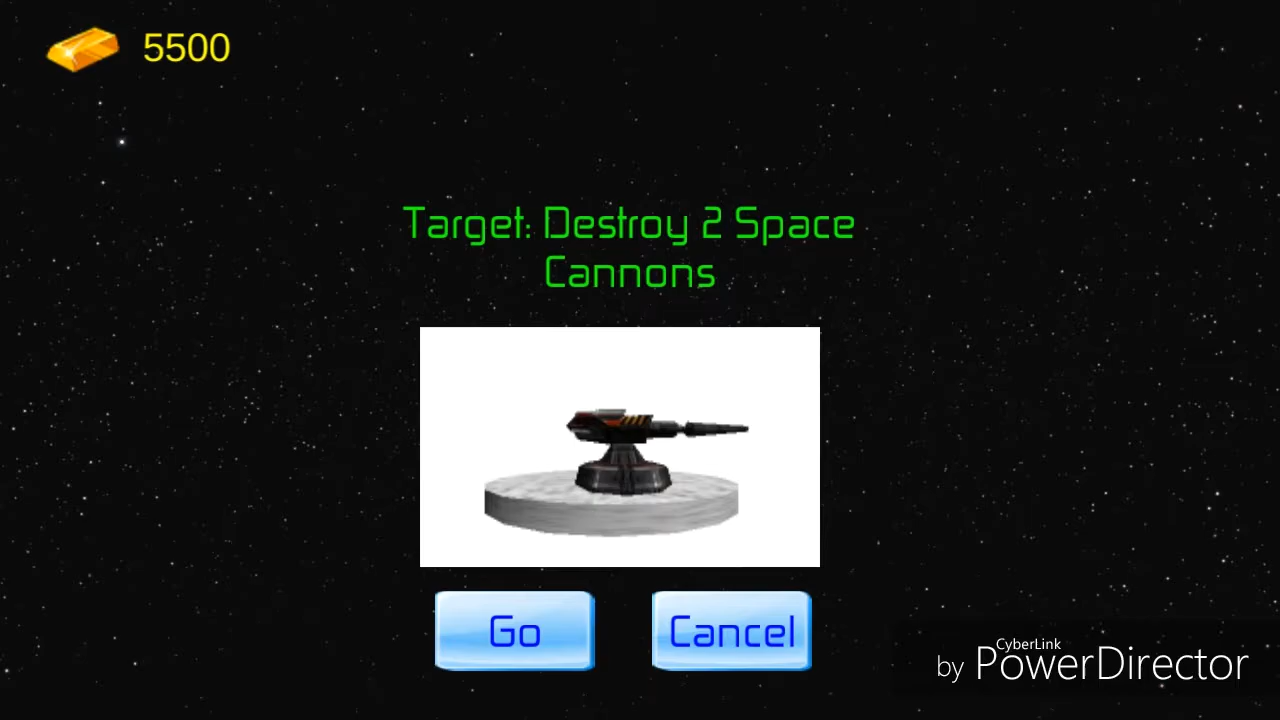 5500
Target: Destroy 2 Space
Cannons
Go
Cancel
CyberLink
by PowerDirector